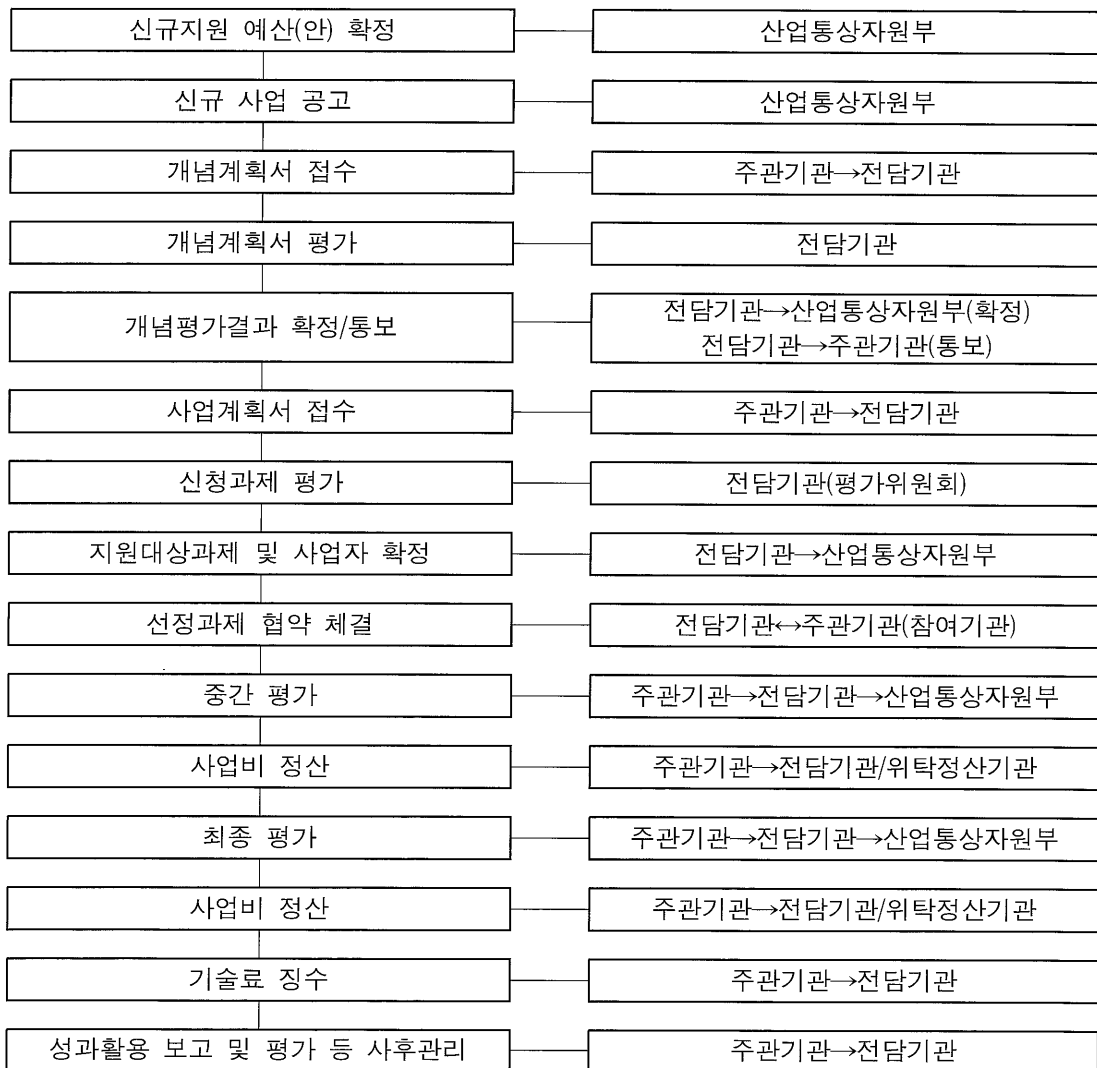 신규지원 예산(안) 확정
산업통상자원부
신규 사업 공고
산업통상자원부
개념계획서 접수
주관기관→전담기관
개념계획서 평가
전담기관
개념평가결과 확정/통보
전담기관→산업통상자원부(확정)
전담기관→주관기관(통보)
사업계획서 접수
주관기관→전담기관
신청과제 평가
전담기관(평가위원회)
지원대상과제 및 사업자 확정
전담기관→산업통상자원부
선정과제 협약 체결
전담기관↔주관기관(참여기관)
중간 평가
주관기관→전담기관→산업통상자원부
사업비 정산
주관기관→전담기관/위탁정산기관
최종 평가
주관기관→전담기관→산업통상자원부
사업비 정산
주관기관→전담기관/위탁정산기관
기술료 징수
주관기관→전담기관
성과활용 보고 및 평가 등 사후관리
주관기관→전담기관